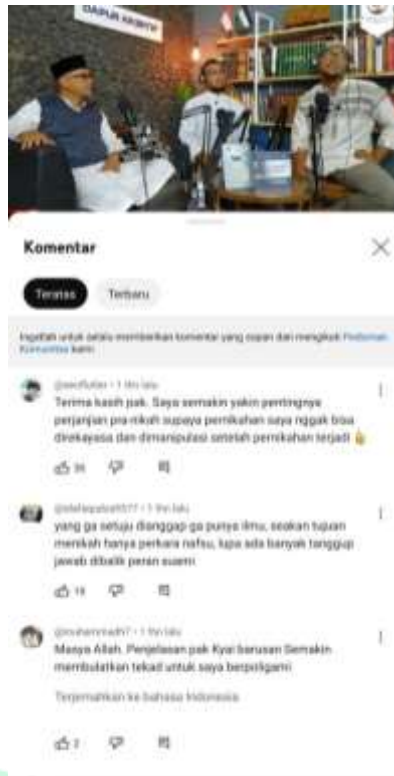 DAPUR
Komentar
Teratas Terbaru
Ingatlah untuk selalu memberikan komentar yang sopan dan mengikuti Pedoman
Komunitas kami
1 thn lalu
Terima kasih pak. Saya semakin yakin pentingnya
perjanjian pra-nikah supaya pernikahan saya nggak bisa
direkayasa dan dimanipulasi setelah pernikahan terjadi 👆
1 thn lalu
yang ga setuju dianggap ga punya ilmu, seakan tujuan
menikah hanya perkara nafsu, lupa ada banyak tanggup
jawab dibalik peran suami
1 thn lalu
Masya Allah. Penjelasan pak Kyai barusan Semakin
membulatkan tekad untuk saya berpoligami
Terjemahkan ke bahasa Indonesia
2